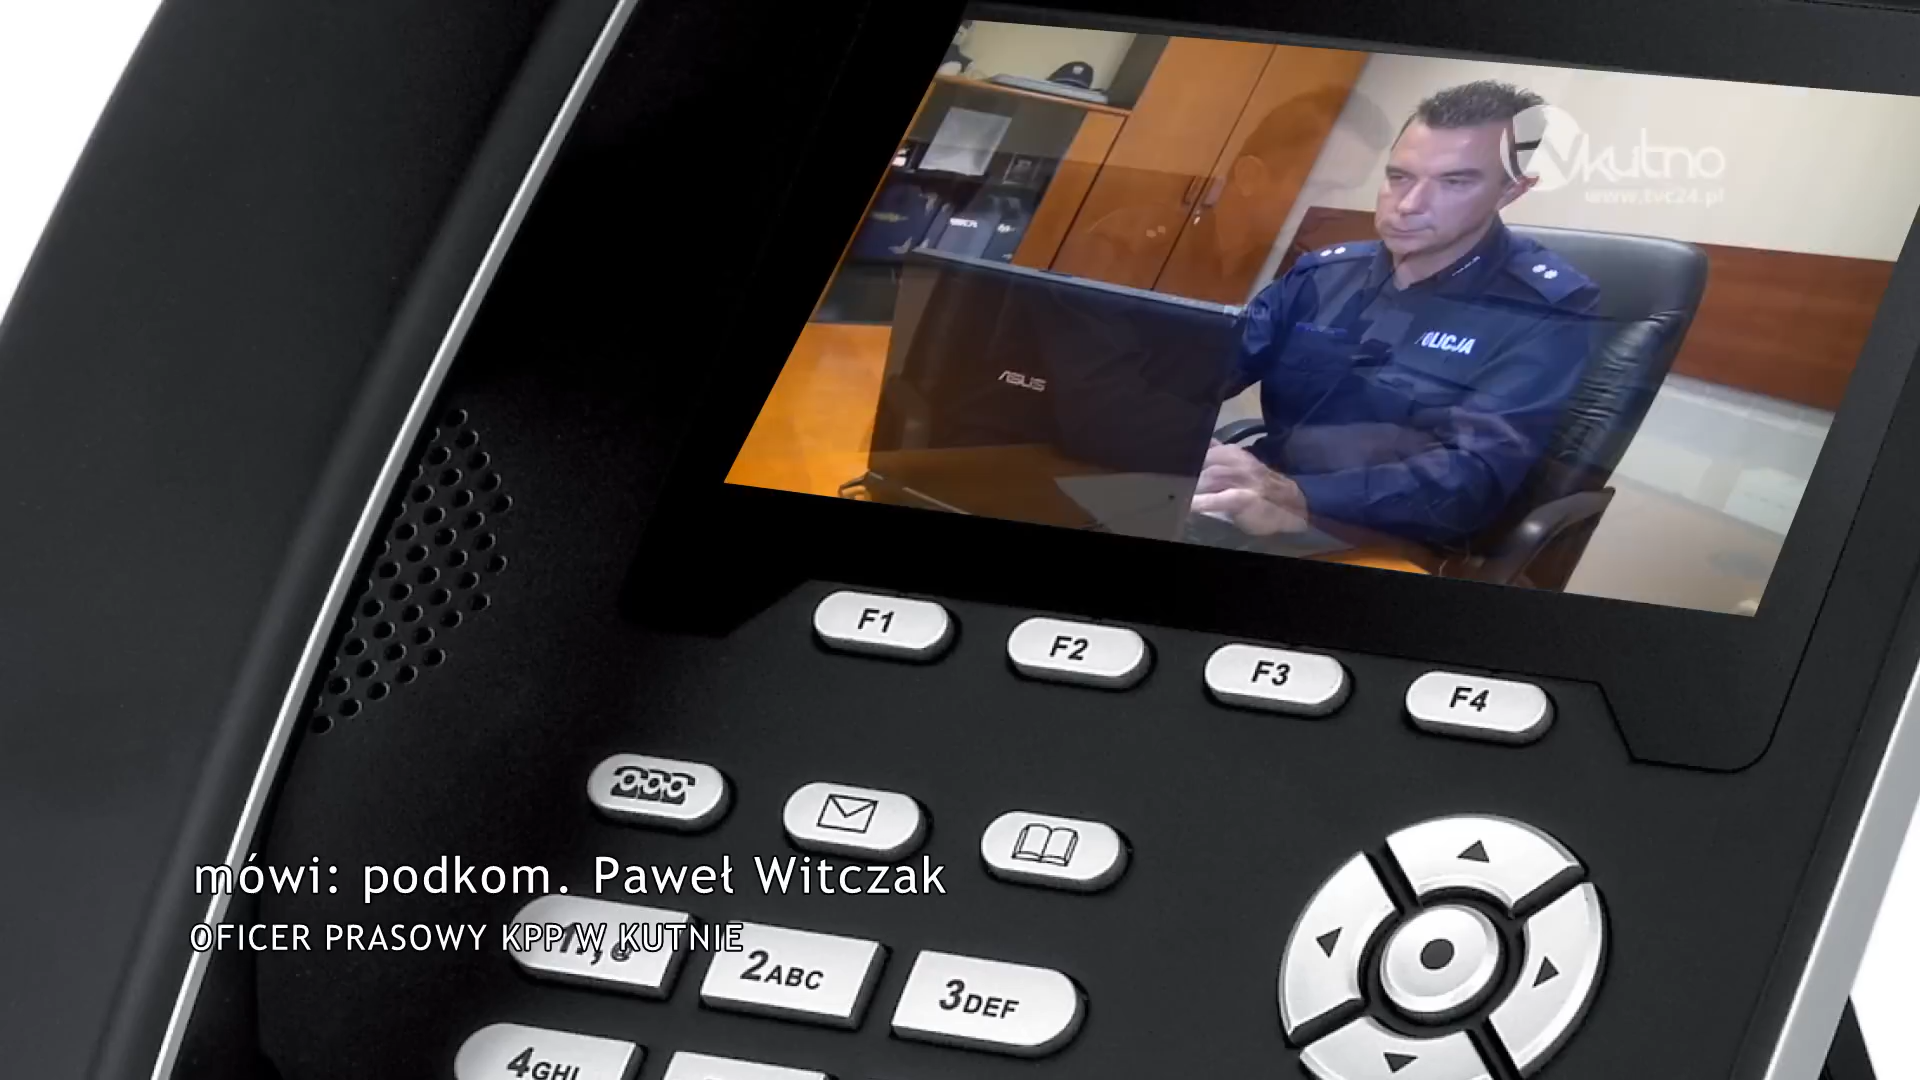 kutno
www.tvc24.pl
POLICJA
ASUS
F1
F2
F3
F4
mówi: podkom. Paweł Witczak
OFICER PRASOWY KPP W KUTNIE
1.,@
2ABC
3DEF
4GHI